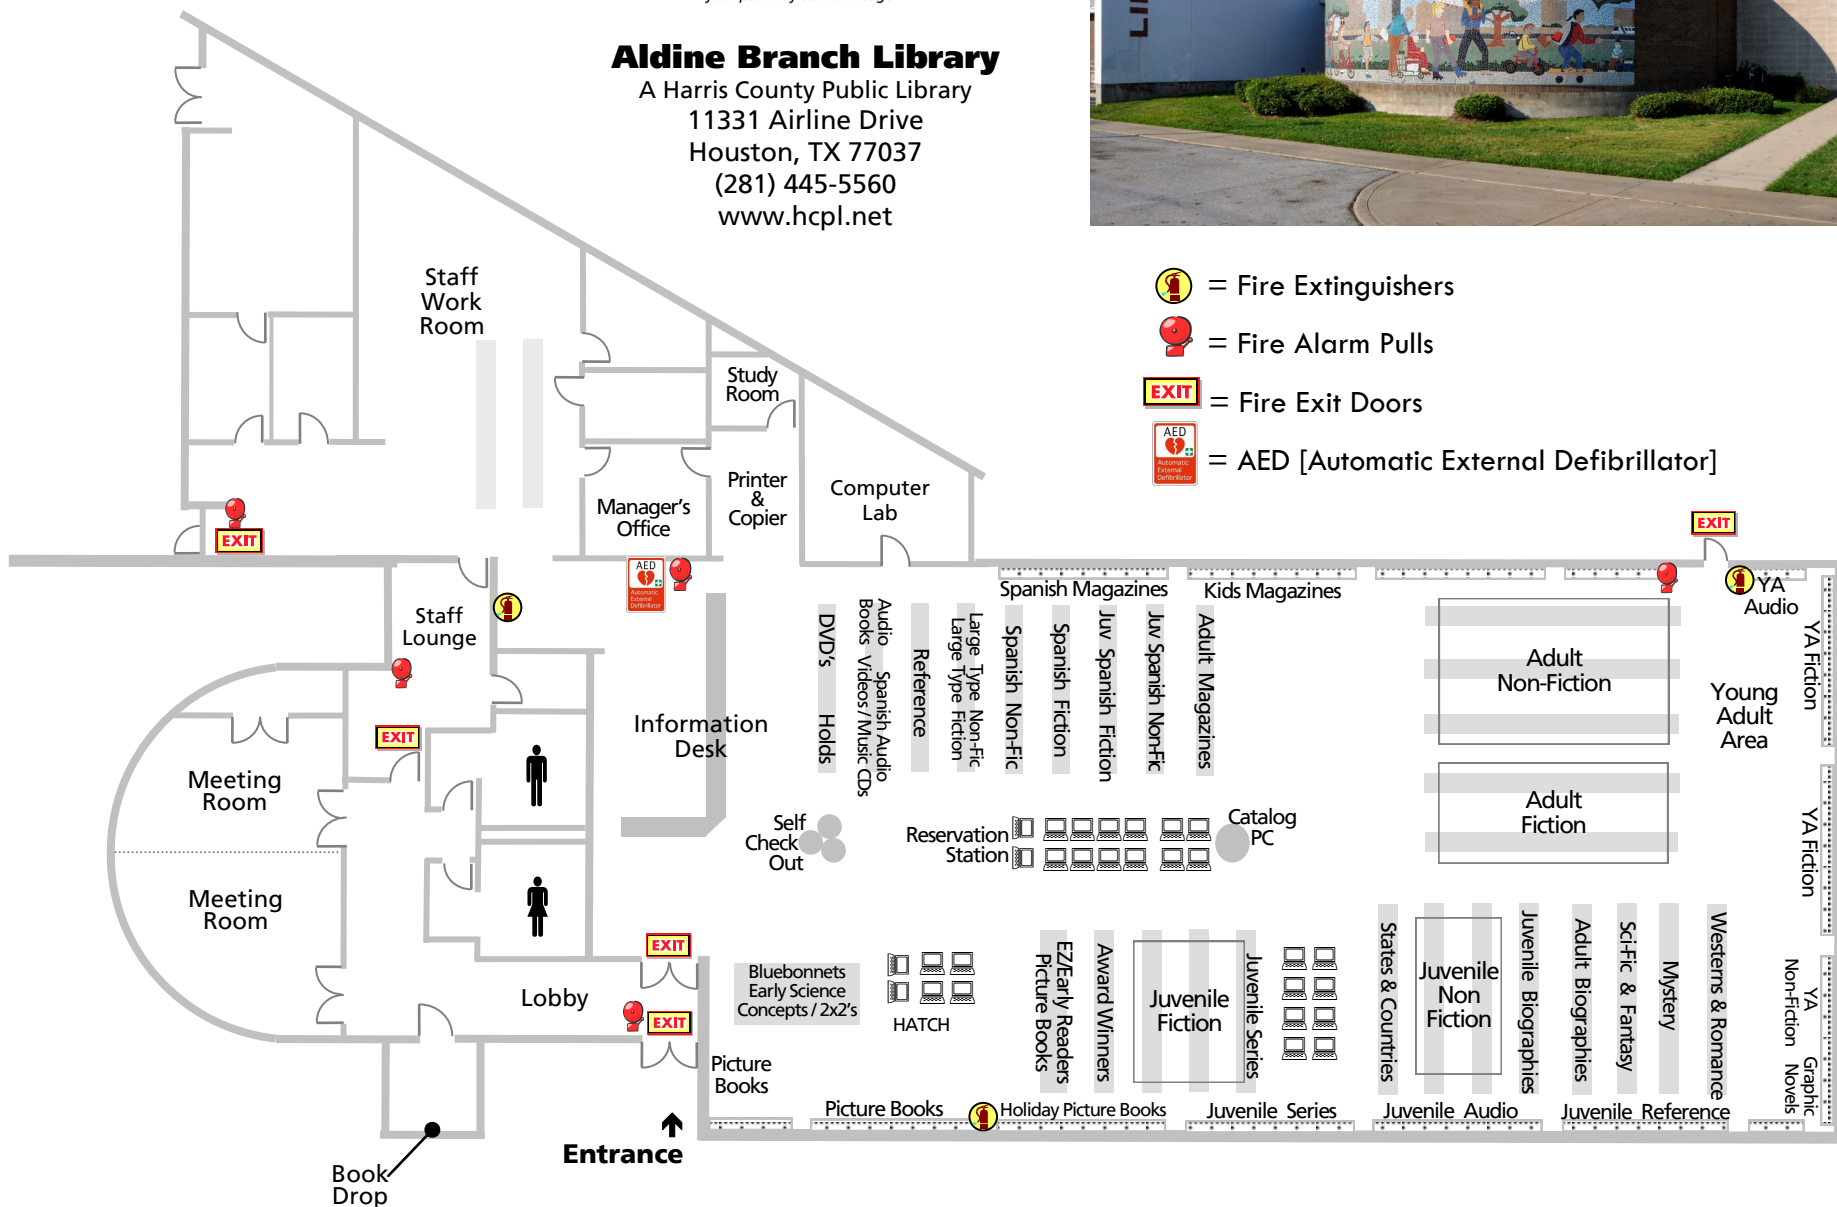 Aldine Branch Library
A Harris County Public Library
11331 Airline Drive
Houston, TX 77037
(281) 445-5560
www.hcpl.net
LI
= Fire Extinguishers
= Fire Alarm Pulls
EXIT = Fire Exit Doors
AED
Automatic
External
Defibrillator
= AED [Automatic External Defibrillator]
Staff
Work
Room
Study
Room
Printer
&
Copier
Computer
Lab
Manager's
Office
EXIT
AED
Automatic
External
Defibrillator
EXIT
Staff
Lounge
Spanish Magazines
Kids Magazines
YA
Audio
DVD's Holds
Audio Spanish Audio
Books Videos / Music CDs
Reference
Large Type Non-Fic
Large Type Fiction
Spanish Non-Fic
Spanish Fiction
Juv Spanish Fiction
Juv Spanish Non-Fic
Adult Magazines
Adult
Non-Fiction
Young
Adult
Area
YA Fiction
Information
Desk
EXIT
Meeting
Room
Meeting
Room
Self
Check
Out
Reservation
Station
Catalog
PC
Adult
Fiction
YA Fiction
EXIT
EXIT
Lobby
Bluebonnets
Early Science
Concepts / 2x2's
HATCH
EZ/Early Readers
Picture Books
Award Winners
Juvenile
Fiction
Juvenile Series
States & Countries
Juvenile
Non
Fiction
Juvenile Biographies
Adult Biographies
Sci-Fic & Fantasy
Mystery
Westerns & Romance
YA
Non-Fiction
Graphic
Novels
Picture
Books
Picture Books
Holiday Picture Books
Juvenile Series
Juvenile Audio
Juvenile Reference
Entrance
Book
Drop